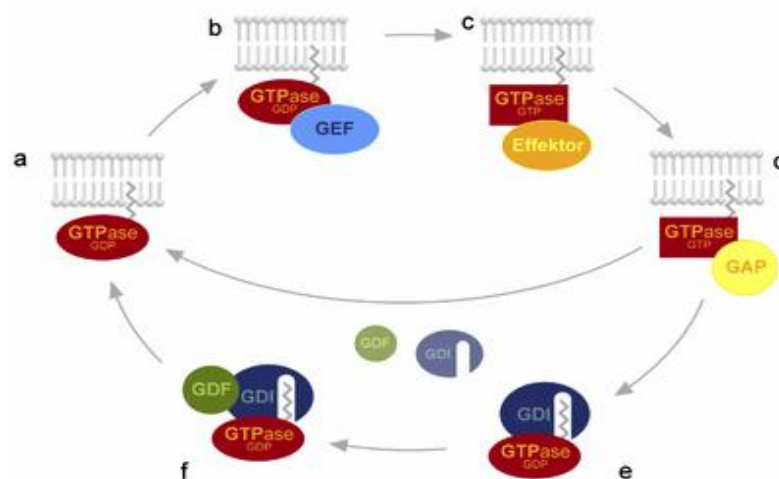 b
GTPase
GDP
GEF
c
GTPase
GTP
Effektor
a
GTPase
GDP
d
GTPase
GTP
GAP
GDF
GDI
GDF
GDI
GTPase
GDP
f
GDI
GTPase
GDP
e